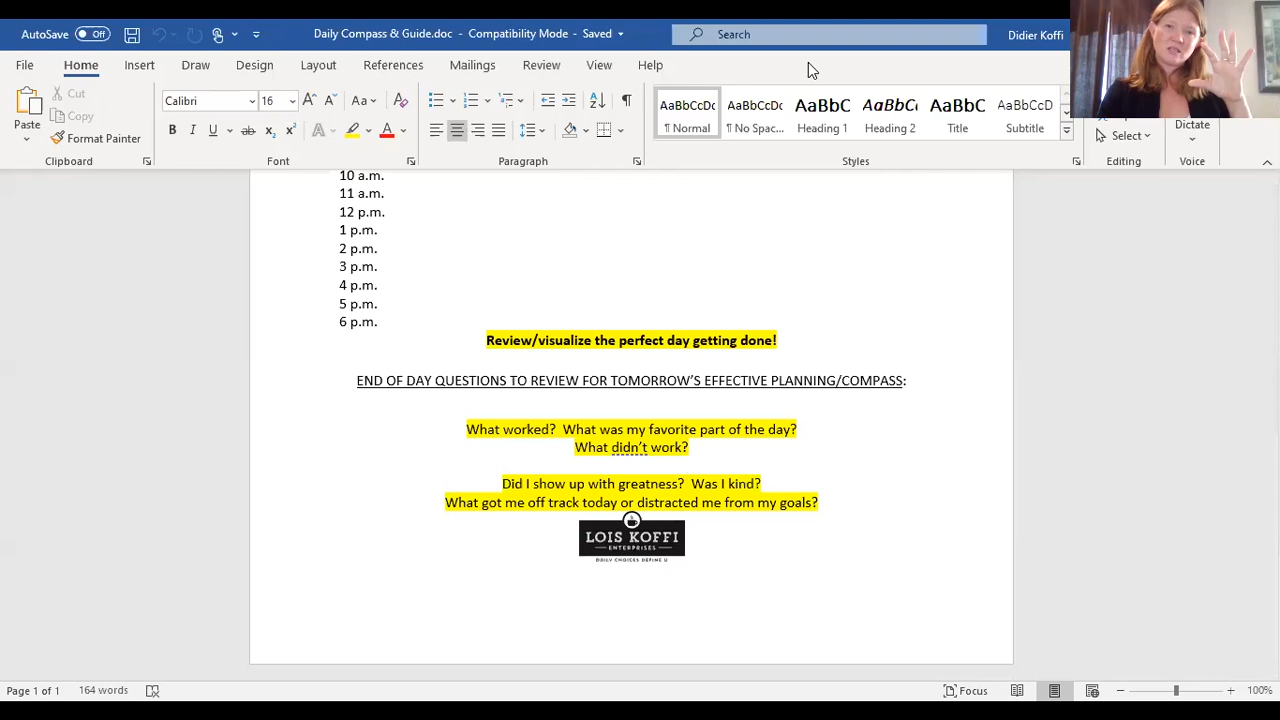 AutoSave Off Daily Compass & Guide.doc - Compatibility Mode - Saved Search Didier Koffi
File Home Insert Draw Design Layout References Mailings Review View Help
Paste
Cut
Copy
Format Painter
Clipboard
Calibri 16
Font
Paragraph
AaBbCcDc AaBbCcDc AaBbC AaBbCc AaBbC AaBbCcD
¶ Normal ¶ No Spac... Heading 1 Heading 2 Title Subtitle
Styles
Select
Editing
Dictate
Voice
10 a.m.
11 a.m.
12 p.m.
1 p.m.
2 p.m.
3 p.m.
4 p.m.
5 p.m.
6 p.m.
Review/visualize the perfect day getting done!
END OF DAY QUESTIONS TO REVIEW FOR TOMORROW’S EFFECTIVE PLANNING/COMPASS:
What worked?  What was my favorite part of the day?
What didn’t work?
Did I show up with greatness?  Was I kind?
What got me off track today or distracted me from my goals?
LOIS KOFFI
ENTERPRISES
DAILY CHOICES DEFINE U
Page 1 of 1 164 words Focus 100%